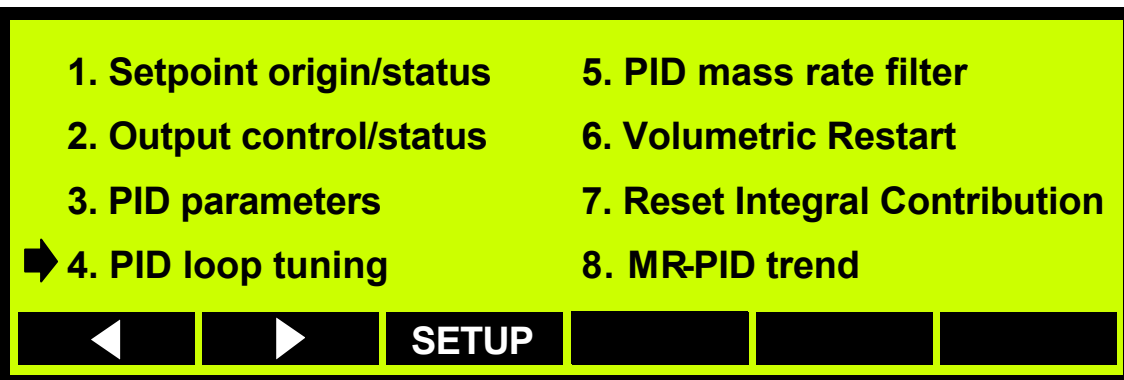 1. Setpoint origin/status
2. Output control/status
3. PID parameters
4. PID loop tuning
5. PID mass rate filter
6. Volumetric Restart
7. Reset Integral Contribution
8. MR-PID trend
SETUP